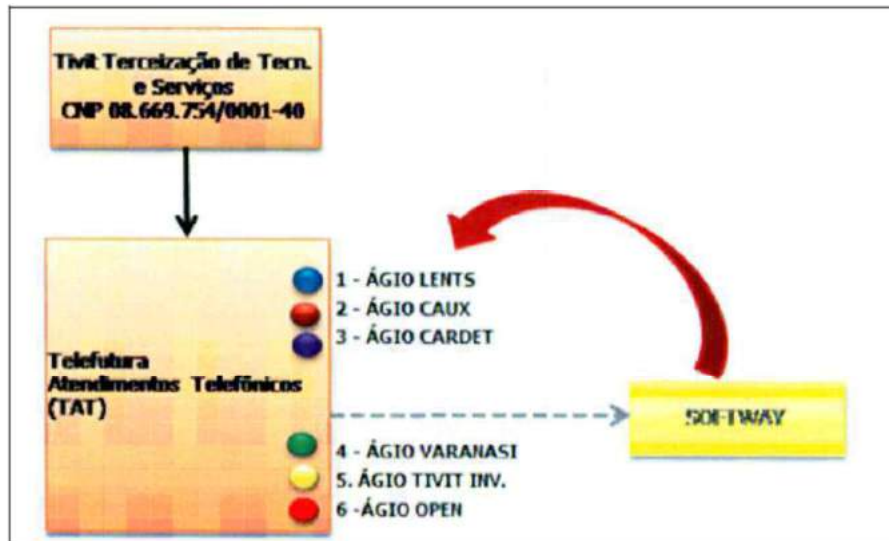 Tivit Terceização de Tecn.
e Serviços
CNP 08.669.754/0001-40
1 - ÁGIO LENTS
2 - ÁGIO CAUX
3 - ÁGIO CARDET
Telefutura
Atendimentos Telefônicos
(TAT)
SOFTWAY
4 - ÁGIO VARANASI
5. ÁGIO TIVIT INV.
6 -ÁGIO OPEN